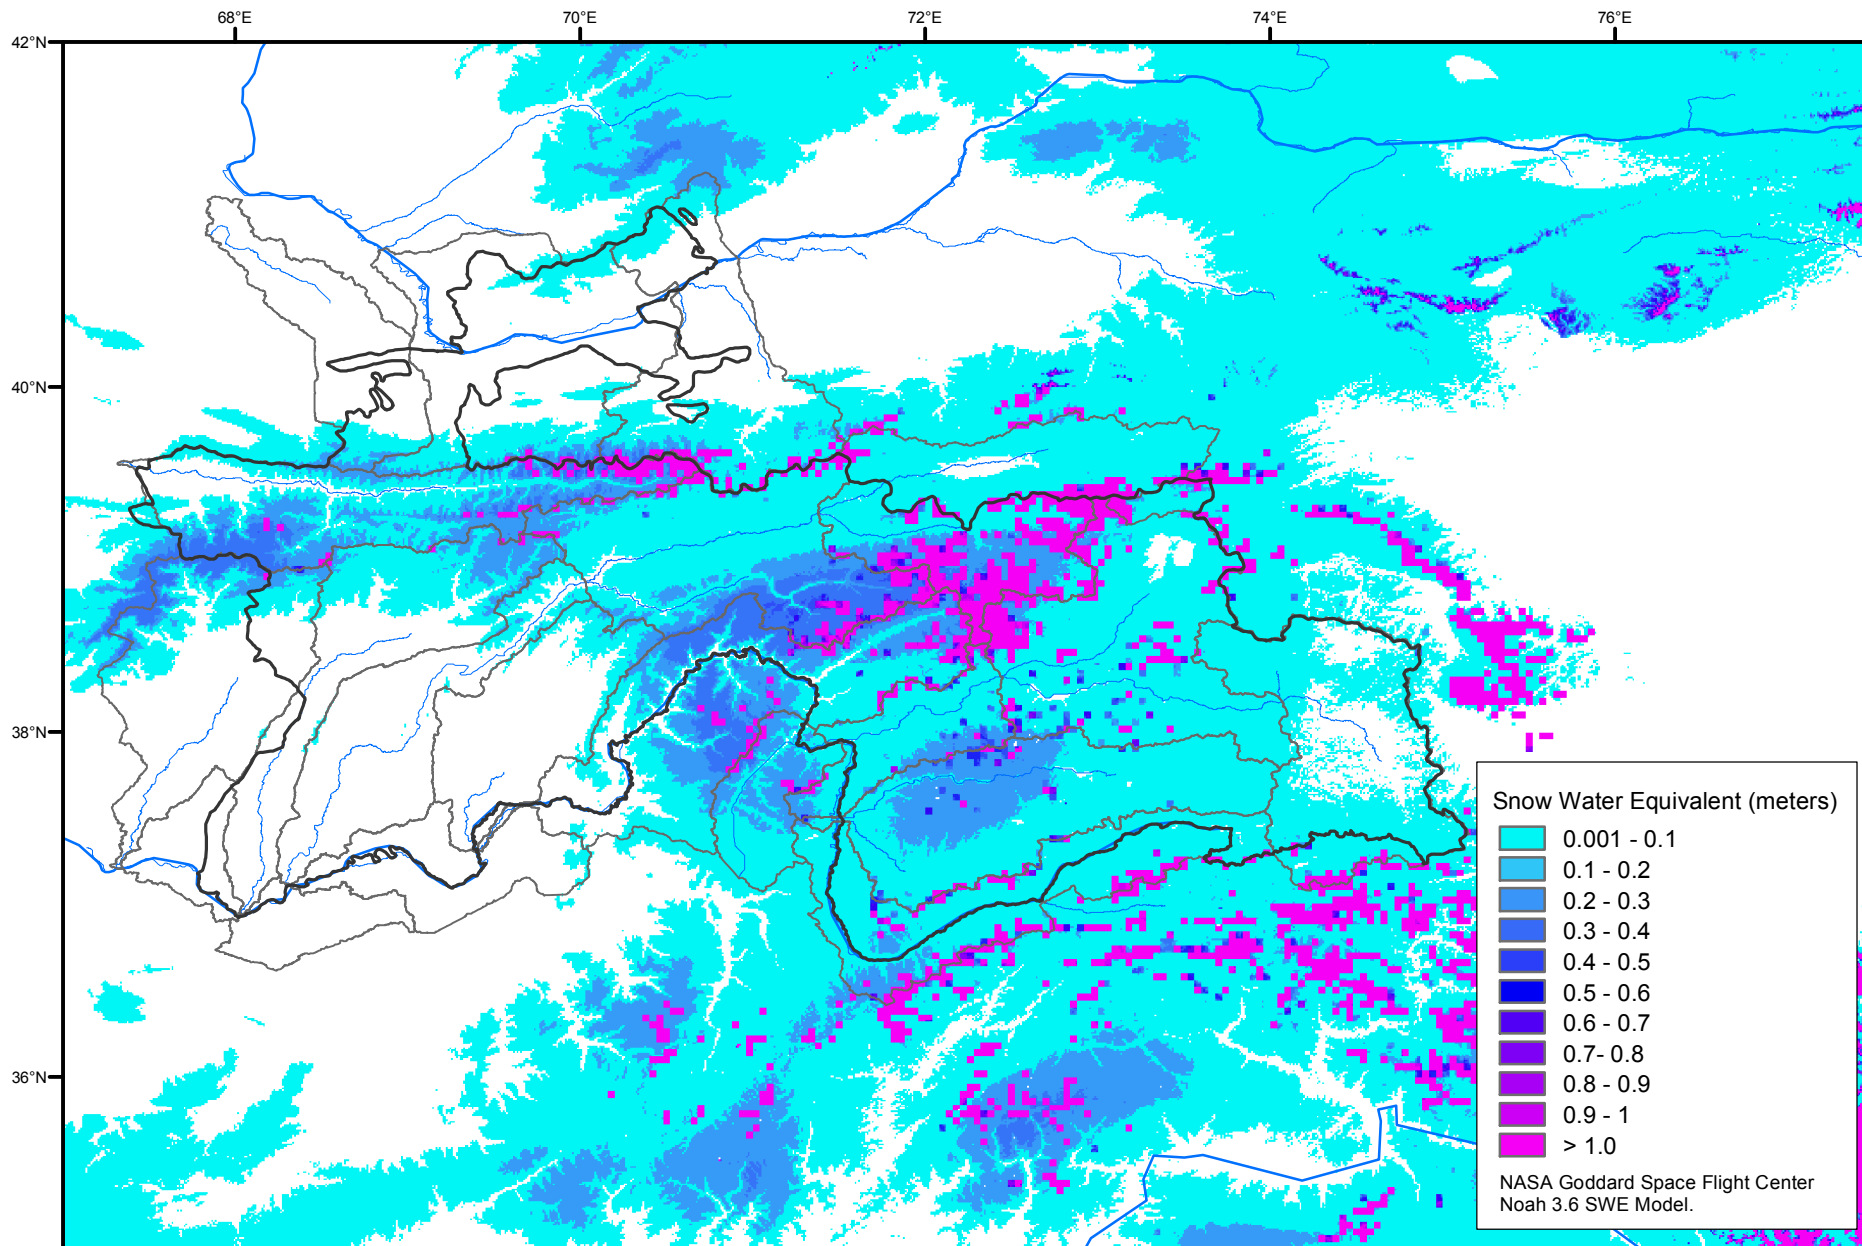 68°E 70°E 72°E 74°E 76°E
42°N
40°N
38°N
36°N
Snow Water Equivalent (meters)
0.001 - 0.1
0.1 - 0.2
0.2 - 0.3
0.3 - 0.4
0.4 - 0.5
0.5 - 0.6
0.6 - 0.7
0.7- 0.8
0.8 - 0.9
0.9 - 1
> 1.0
NASA Goddard Space Flight Center
Noah 3.6 SWE Model.